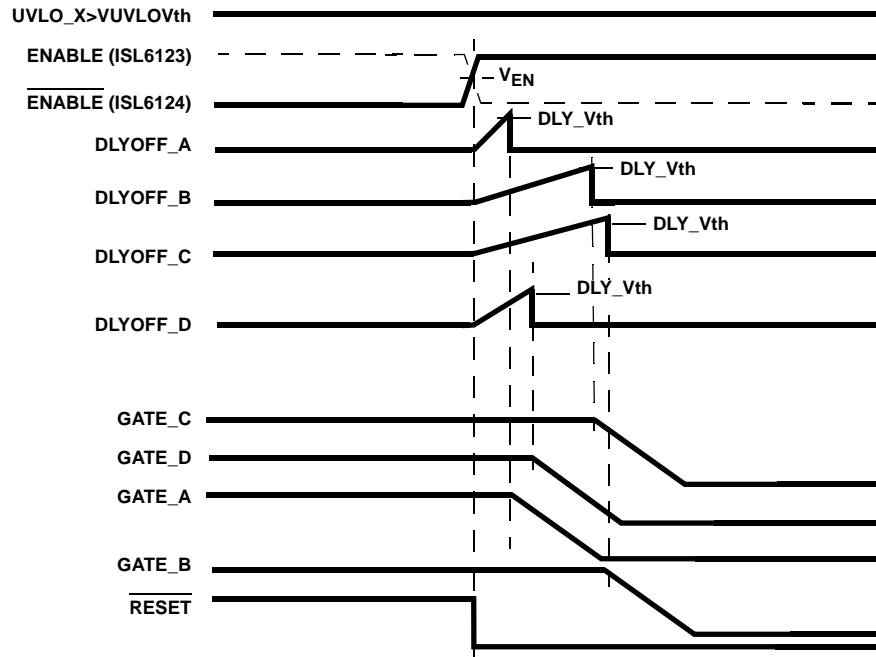 UVLO_X>VUVLOVth
ENABLE (ISL6123)
VEN
ENABLE (ISL6124)
DLY_Vth
DLYOFF_A
DLY_Vth
DLYOFF_B
DLY_Vth
DLYOFF_C
DLY_Vth
DLYOFF_D
GATE_C
GATE_D
GATE_A
GATE_B
RESET